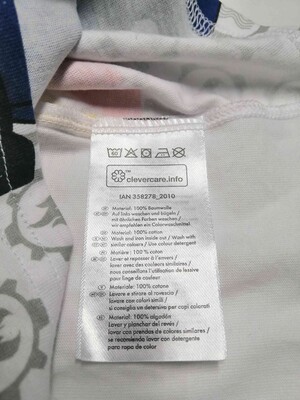 clevercare.info
IAN 358278_2010
Material: 100% Baumwolle
Auf links waschen und bügeln /
mit ähnlichen Farben waschen /
wir empfehlen ein Colorwaschmittel
Material: 100% cotton
Wash and iron inside out / Wash with
similar colours / Use colour detergent
Matière : 100 % coton
Laver et repasser à l'envers /
laver avec des couleurs similaires /
nous conseillons l'utilisation de lessive
pour linge de couleur
Materiale: 100% cotone
Lavare e stirare al rovescio /
lavare con colori simili /
si consiglia un detersivo per capi colorati
Material: 100% algodón
Lavar y planchar del revés /
lavar con prendas de colores similares /
se recomienda lavar con detergente
para ropa de color